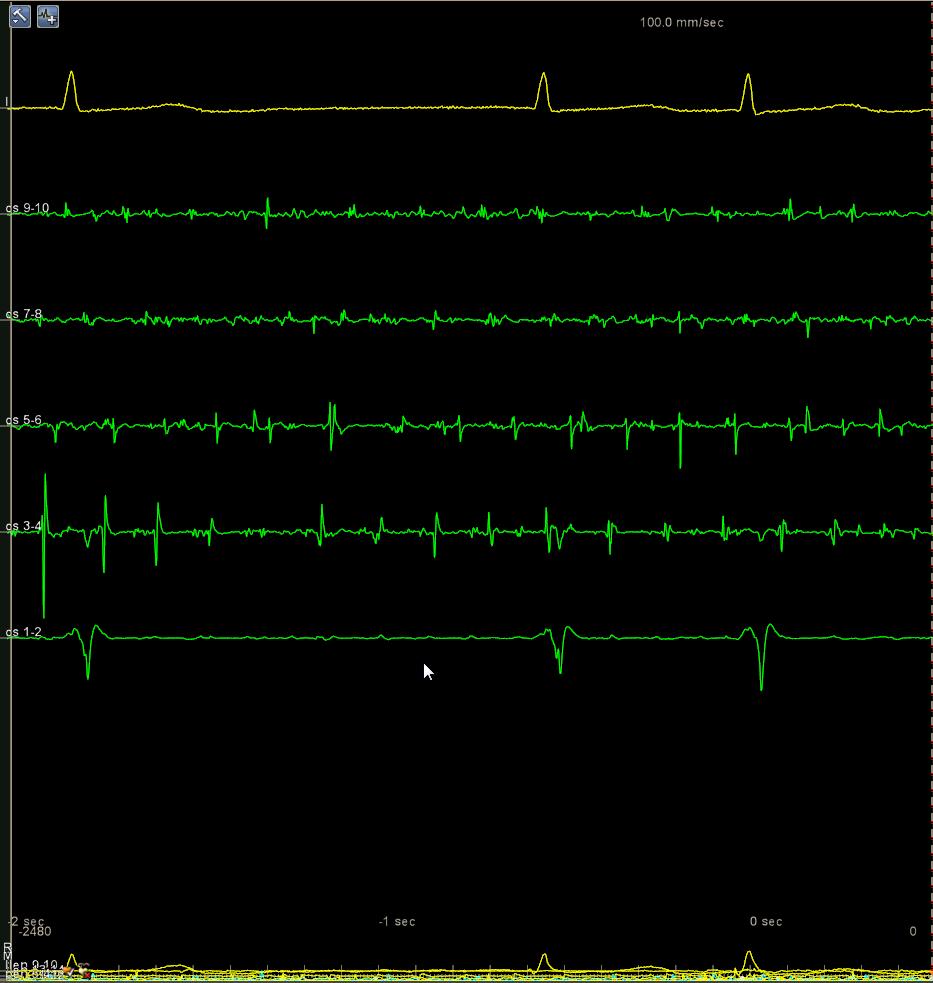 100.0 mm/sec
I
cs 9-10
cs 7-8
cs 5-6
cs 3-4
cs 1-2
-2 sec
-1 sec
0 sec
-2480
0